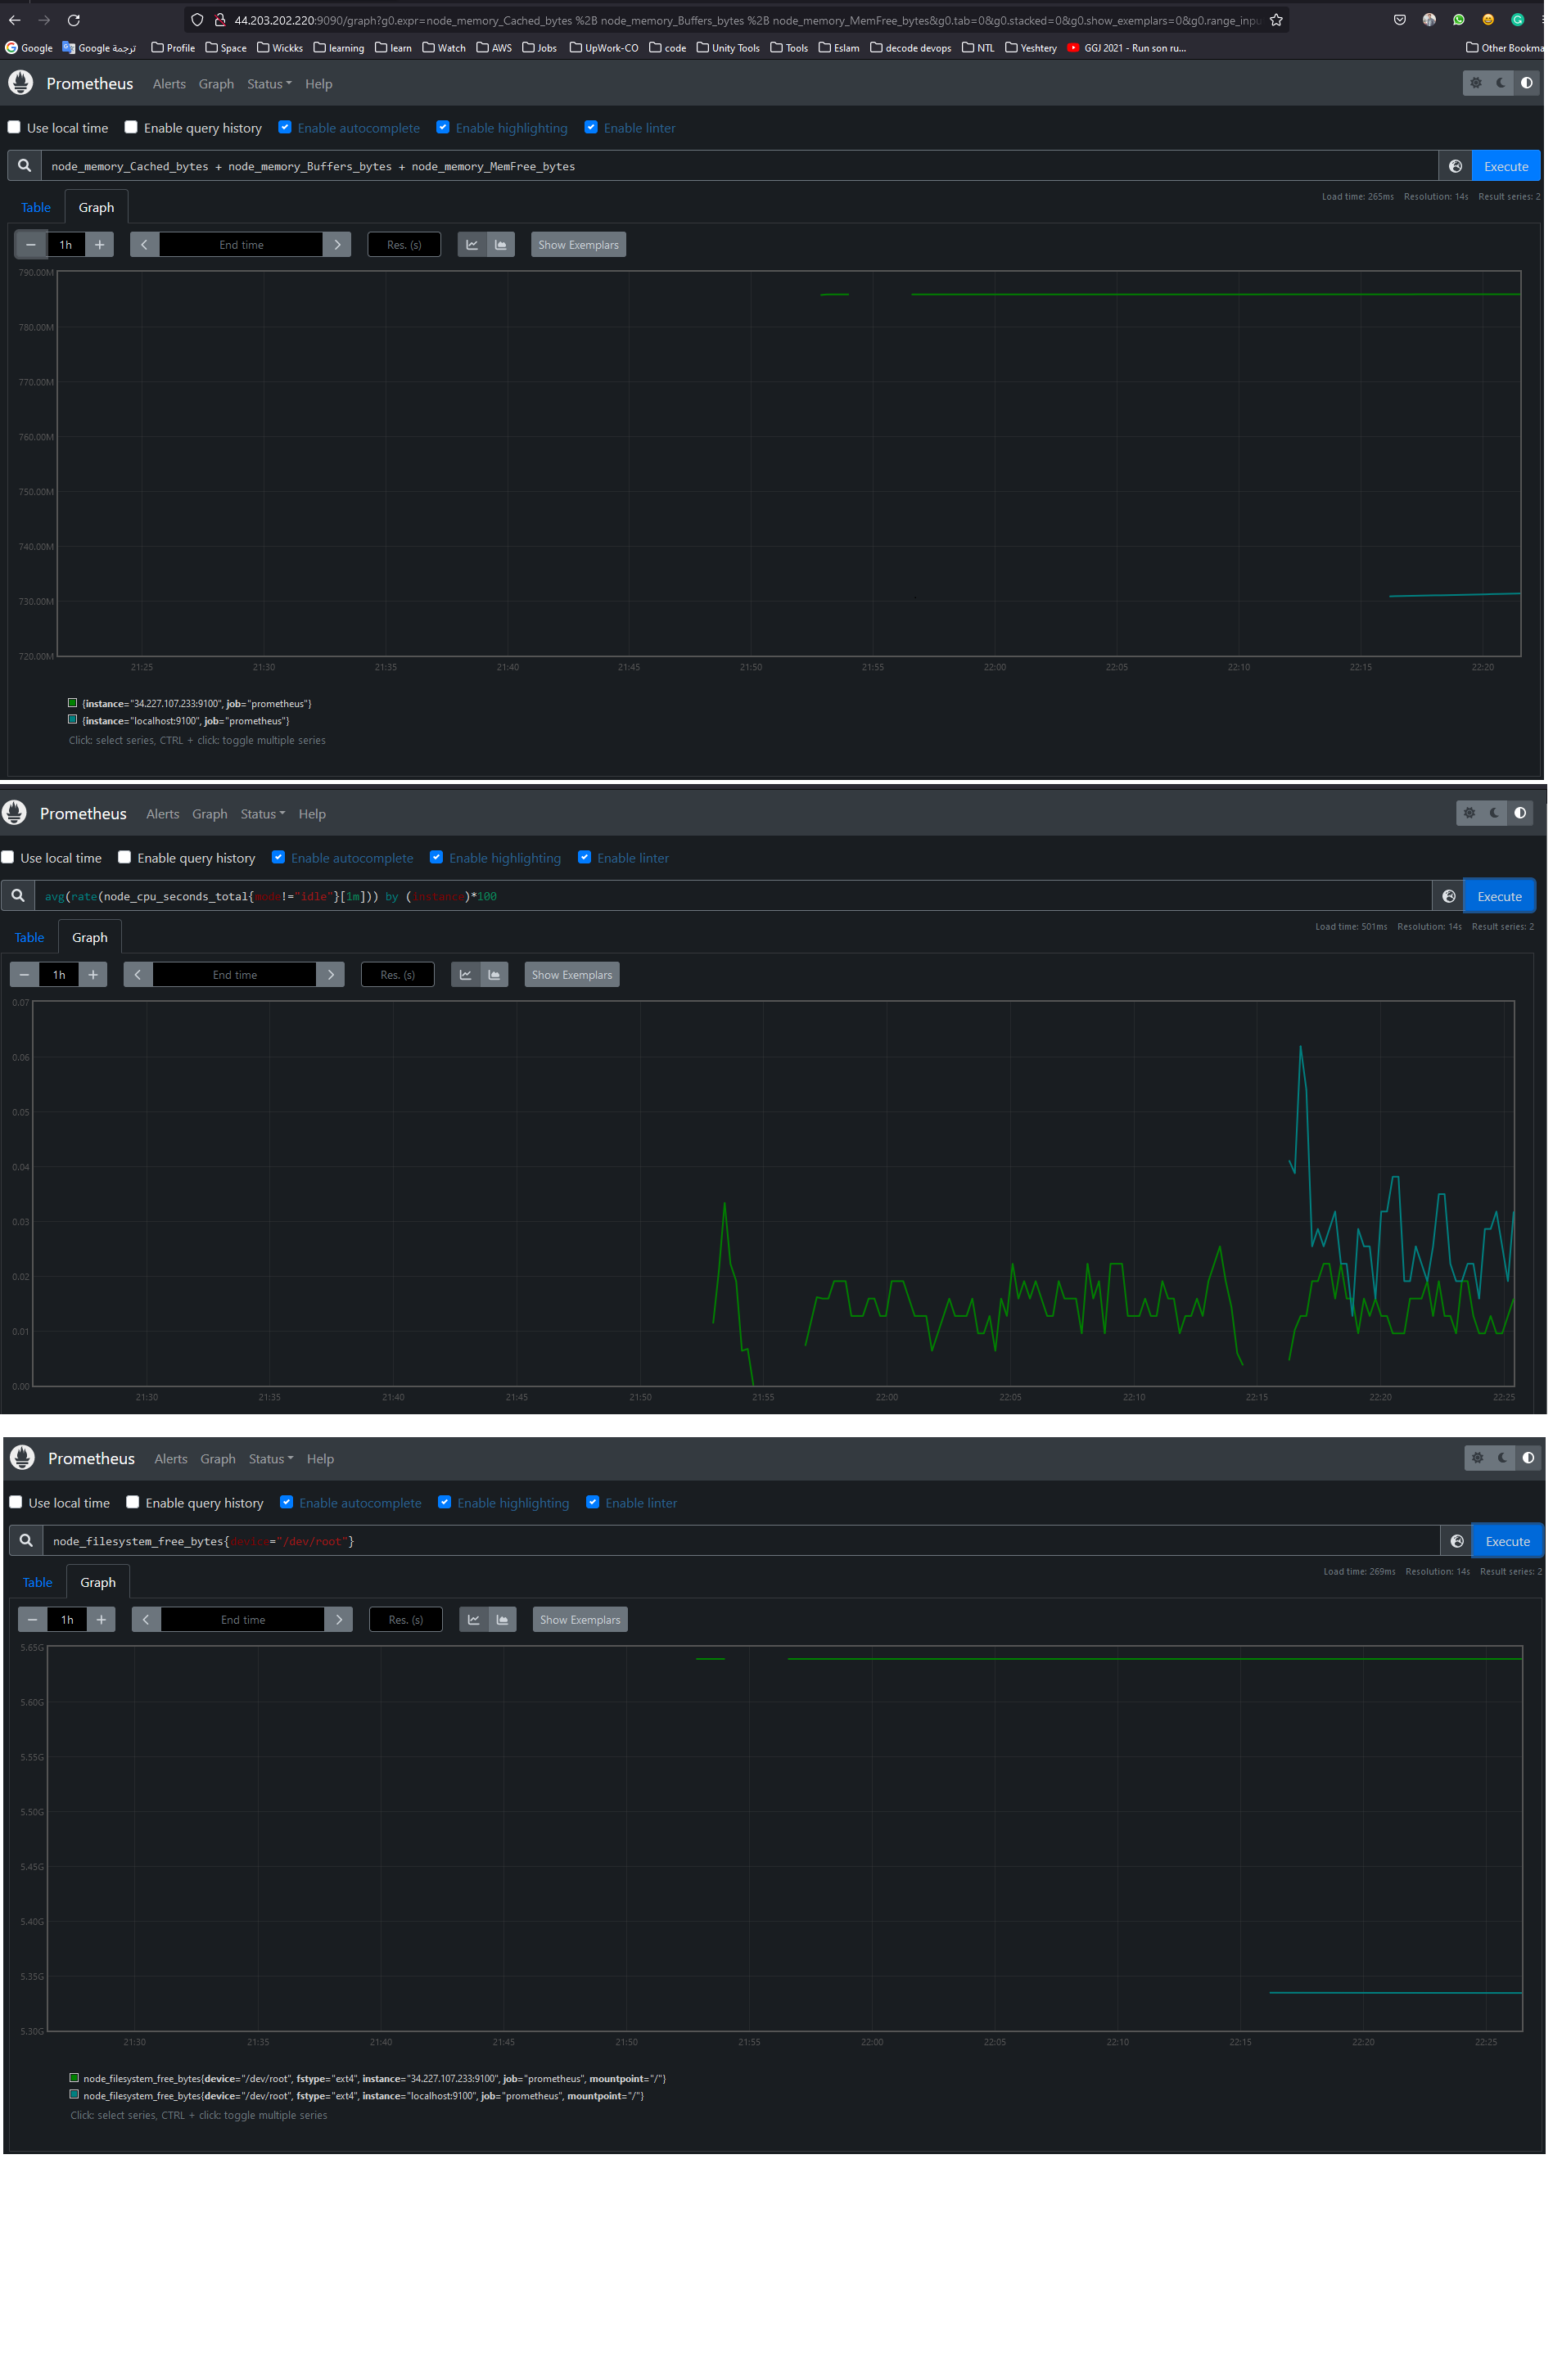 44.203.202.220:9090/graph?g0.expr=node_memory_Cached_bytes %2B node_memory_Buffers_bytes %2B node_memory_MemFree_bytes&g0.tab=0&g0.stacked=0&g0.show_exemplars=0&g0.range_inpu
Google Google ترجمة Profile Space Wickks learning learn Watch AWS Jobs UpWork-CO code Unity Tools Tools Eslam decode devops NTL Yeshtery GGJ 2021 - Run son ru... Other Bookma
Prometheus Alerts Graph Status Help
Use local time Enable query history Enable autocomplete Enable highlighting Enable linter
node_memory_Cached_bytes + node_memory_Buffers_bytes + node_memory_MemFree_bytes Execute
Load time: 265ms Resolution: 14s Result series: 2
Table Graph
− 1h + End time Res. (s) Show Exemplars
790.00M
780.00M
770.00M
760.00M
750.00M
740.00M
730.00M
720.00M
21:25 21:30 21:35 21:40 21:45 21:50 21:55 22:00 22:05 22:10 22:15 22:20
{instance="34.227.107.233:9100", job="prometheus"}
{instance="localhost:9100", job="prometheus"}
Click: select series, CTRL + click: toggle multiple series
Prometheus Alerts Graph Status Help
Use local time Enable query history Enable autocomplete Enable highlighting Enable linter
avg(rate(node_cpu_seconds_total{mode!="idle"}[1m])) by (instance)*100 Execute
Load time: 501ms Resolution: 14s Result series: 2
Table Graph
− 1h + End time Res. (s) Show Exemplars
0.07
0.06
0.05
0.04
0.03
0.02
0.01
0.00
21:30 21:35 21:40 21:45 21:50 21:55 22:00 22:05 22:10 22:15 22:20 22:25
Prometheus Alerts Graph Status Help
Use local time Enable query history Enable autocomplete Enable highlighting Enable linter
node_filesystem_free_bytes{device="/dev/root"} Execute
Load time: 269ms Resolution: 14s Result series: 2
Table Graph
− 1h + End time Res. (s) Show Exemplars
5.65G
5.60G
5.55G
5.50G
5.45G
5.40G
5.35G
5.30G
21:30 21:35 21:40 21:45 21:50 21:55 22:00 22:05 22:10 22:15 22:20 22:25
node_filesystem_free_bytes{device="/dev/root", fstype="ext4", instance="34.227.107.233:9100", job="prometheus", mountpoint="/"}
node_filesystem_free_bytes{device="/dev/root", fstype="ext4", instance="localhost:9100", job="prometheus", mountpoint="/"}
Click: select series, CTRL + click: toggle multiple series